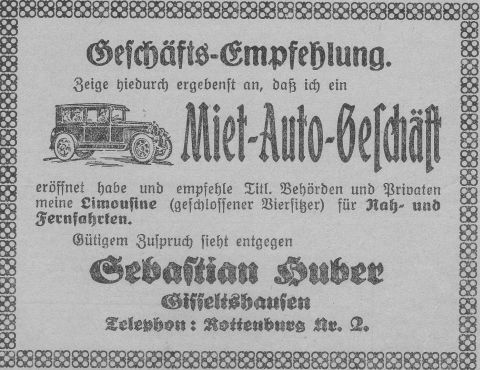 Geschäfts-Empfehlung.
Zeige hiedurch ergebenst an, daß ich ein
Miet-Auto-Geschäft
eröffnet habe und empfehle Titl. Behörden und Privaten
meine Limousine (geschlossener Viersitzer) für Nah- und
Fernfahrten.
Gütigem Zuspruch sieht entgegen
Sebastian Huber
Gisseltshausen
Telephon: Rottenburg Nr. 2.